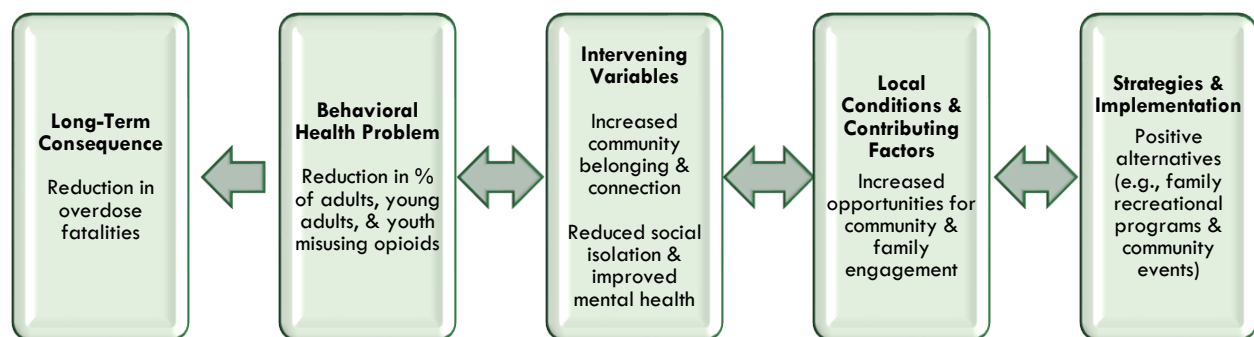 Long-Term
Consequence
Reduction in
overdose
fatalities
Behavioral
Health Problem
Reduction in %
of adults, young
adults, & youth
misusing opioids
Intervening
Variables
Increased
community
belonging &
connection
Reduced social
isolation &
improved
mental health
Local
Conditions &
Contributing
Factors
Increased
opportunities for
community &
family
engagement
Strategies &
Implementation
Positive
alternatives
(e.g., family
recreational
programs &
community
events)